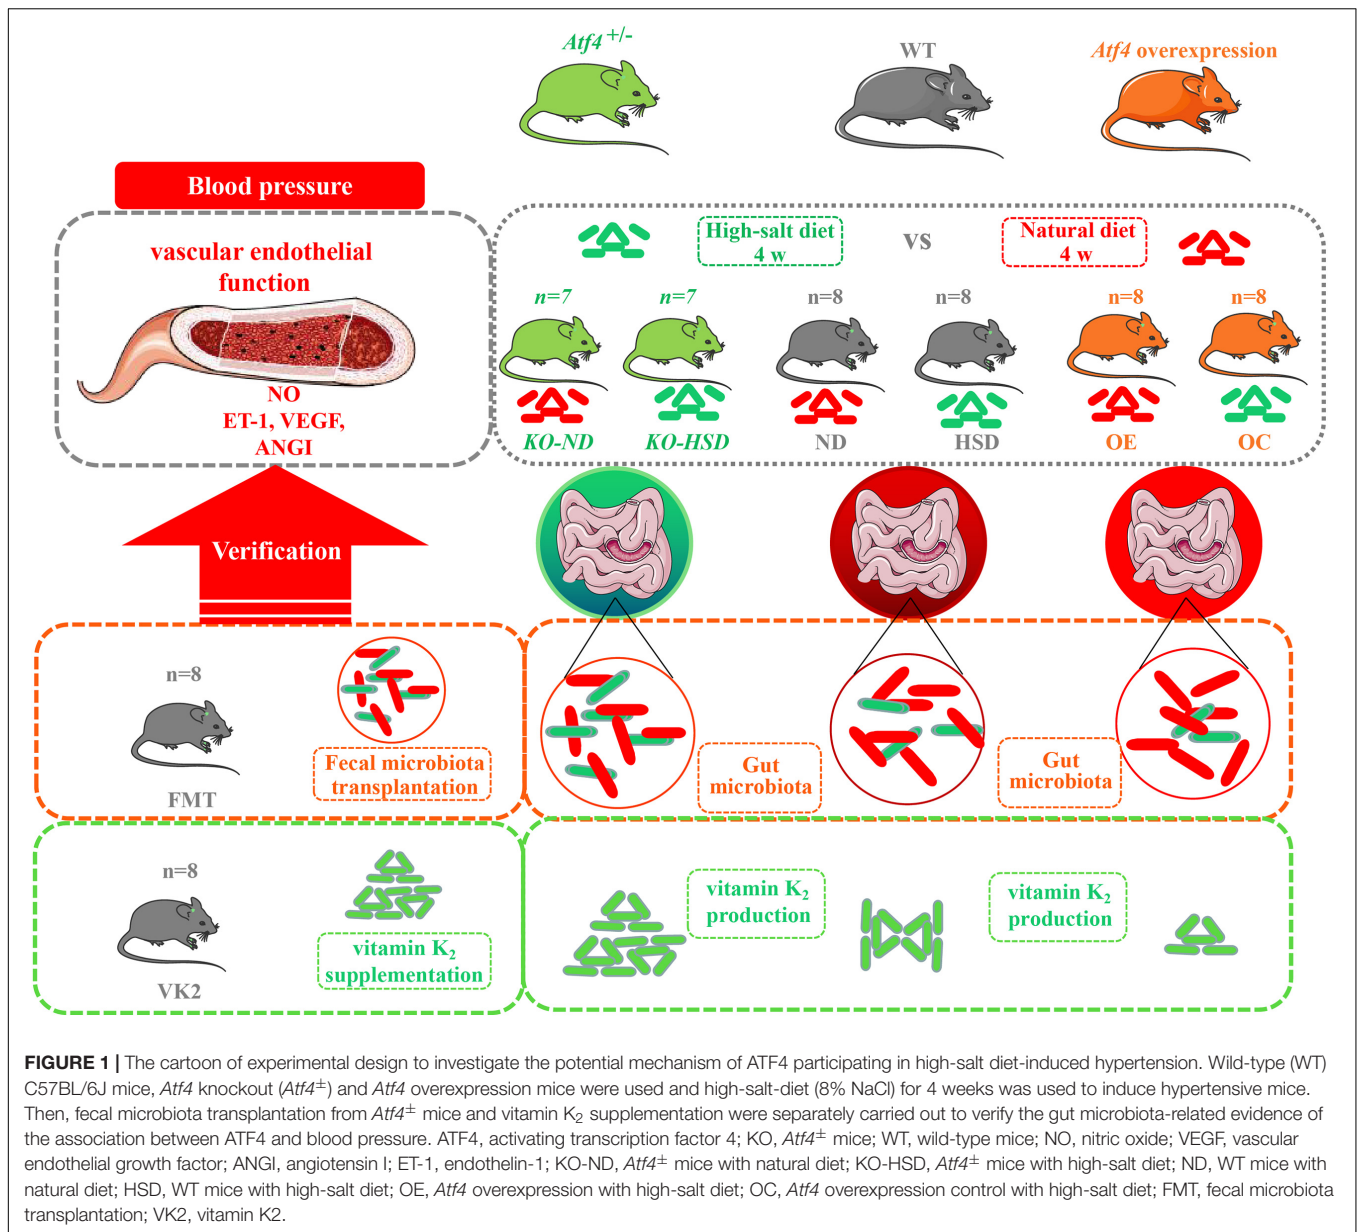 Atf4 +/-
WT
Atf4 overexpression
Blood pressure
vascular endothelial
function
NO
ET-1, VEGF,
ANGI
High-salt diet
4 w
VS
Natural diet
4 w
n=7
n=7
n=8
n=8
n=8
n=8
KO-ND
KO-HSD
ND
HSD
OE
OC
Verification
n=8
FMT
Fecal microbiota
transplantation
Gut
microbiota
Gut
microbiota
n=8
VK2
vitamin K2
supplementation
vitamin K2
production
vitamin K2
production
FIGURE 1 | The cartoon of experimental design to investigate the potential mechanism of ATF4 participating in high-salt diet-induced hypertension. Wild-type (WT)
C57BL/6J mice, Atf4 knockout (Atf4±) and Atf4 overexpression mice were used and high-salt-diet (8% NaCl) for 4 weeks was used to induce hypertensive mice.
Then, fecal microbiota transplantation from Atf4± mice and vitamin K2 supplementation were separately carried out to verify the gut microbiota-related evidence of
the association between ATF4 and blood pressure. ATF4, activating transcription factor 4; KO, Atf4± mice; WT, wild-type mice; NO, nitric oxide; VEGF, vascular
endothelial growth factor; ANGI, angiotensin I; ET-1, endothelin-1; KO-ND, Atf4± mice with natural diet; KO-HSD, Atf4± mice with high-salt diet; ND, WT mice with
natural diet; HSD, WT mice with high-salt diet; OE, Atf4 overexpression with high-salt diet; OC, Atf4 overexpression control with high-salt diet; FMT, fecal microbiota
transplantation; VK2, vitamin K2.